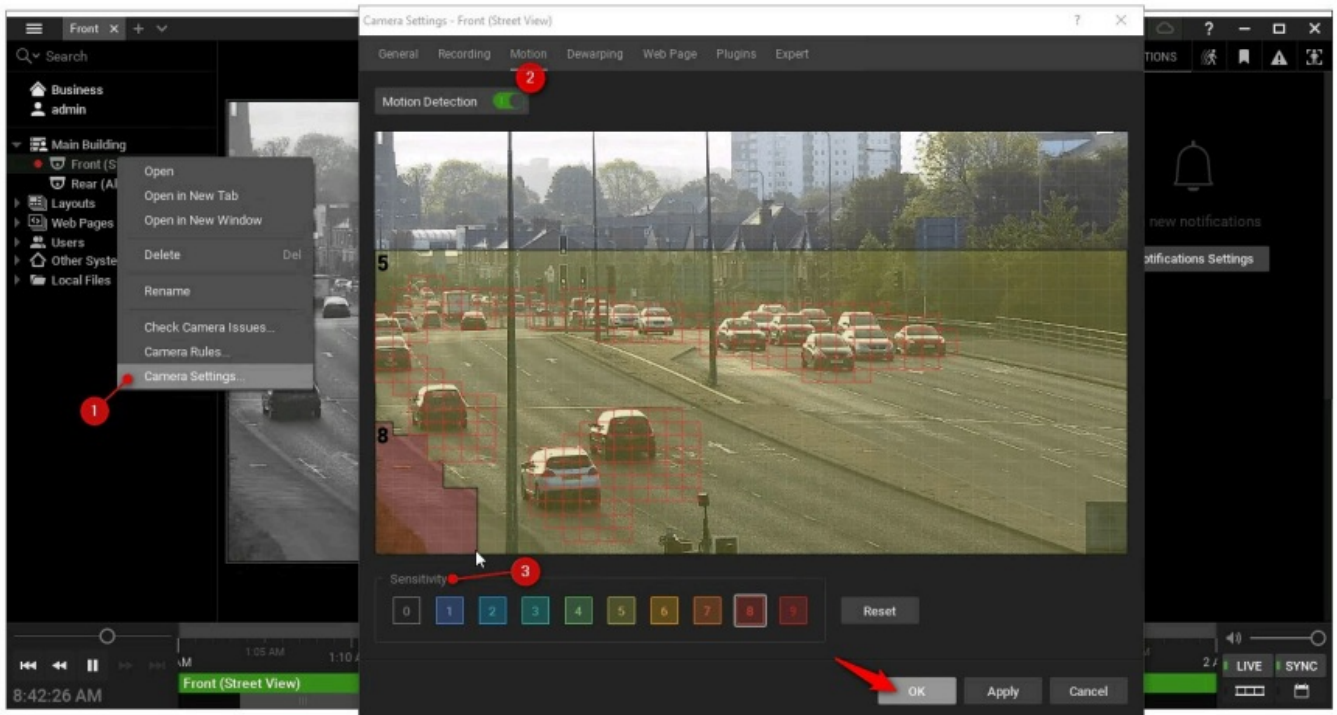 Front
Search
Business
admin
Main Building
Front (S
Rear (Al
Layouts
Web Pages
Users
Other Syste
Local Files
Open
Open in New Tab
Open in New Window
Delete Del
Rename
Check Camera Issues...
Camera Rules...
Camera Settings...
1
Camera Settings - Front (Street View) ?
General Recording Motion Dewarping Web Page Plugins Expert
2
Motion Detection
5
8
Sensitivity 3
0 1 2 3 4 5 6 7 8 9 Reset
OK Apply Cancel
?
TIONS
new notifications
otifications Settings
1:05 AM
1:10
Front (Street View)
8:42:26 AM
LIVE SYNC